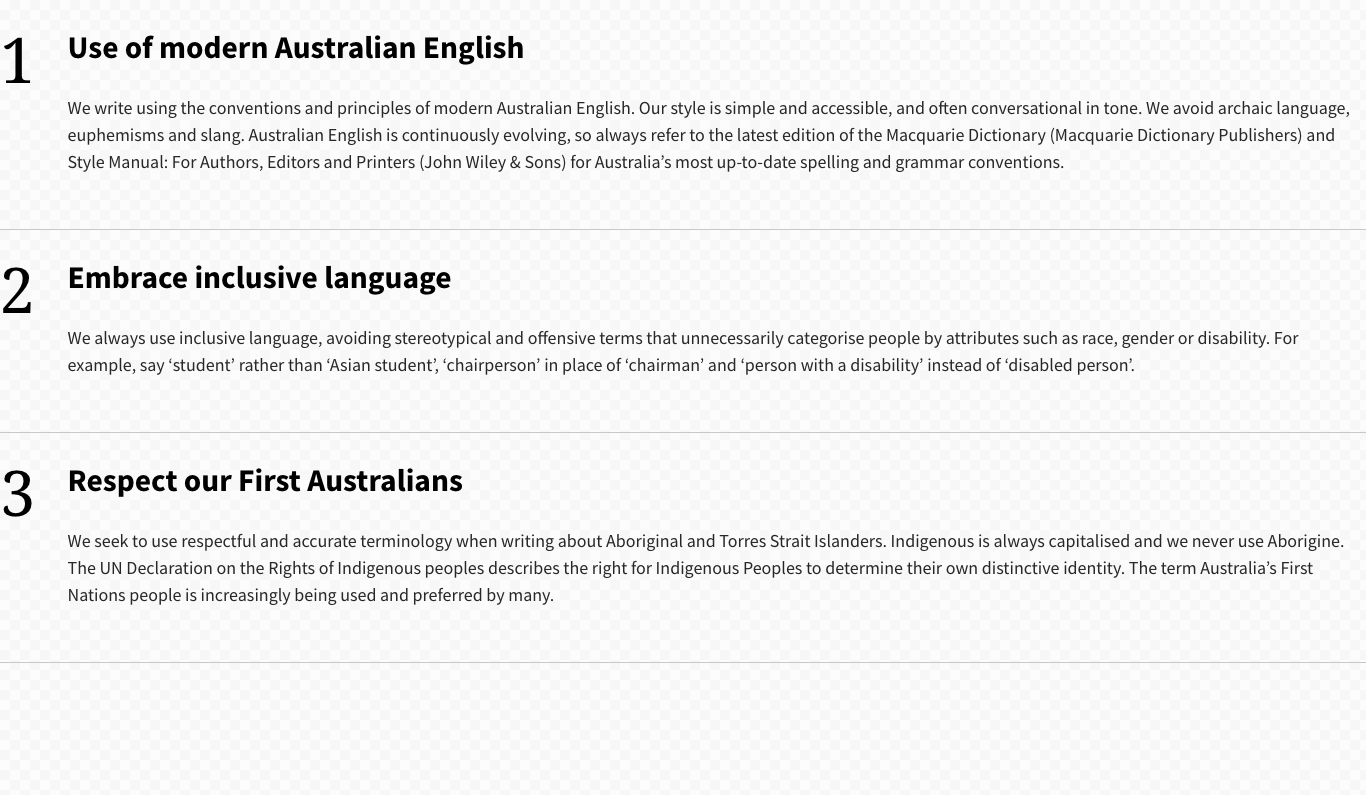 1
Use of modern Australian English
We write using the conventions and principles of modern Australian English. Our style is simple and accessible, and often conversational in tone. We avoid archaic language,
euphemisms and slang. Australian English is continuously evolving, so always refer to the latest edition of the Macquarie Dictionary (Macquarie Dictionary Publishers) and
Style Manual: For Authors, Editors and Printers (John Wiley & Sons) for Australia’s most up-to-date spelling and grammar conventions.
2
Embrace inclusive language
We always use inclusive language, avoiding stereotypical and offensive terms that unnecessarily categorise people by attributes such as race, gender or disability. For
example, say ‘student’ rather than ‘Asian student’, ‘chairperson’ in place of ‘chairman’ and ‘person with a disability’ instead of ‘disabled person’.
3
Respect our First Australians
We seek to use respectful and accurate terminology when writing about Aboriginal and Torres Strait Islanders. Indigenous is always capitalised and we never use Aborigine.
The UN Declaration on the Rights of Indigenous peoples describes the right for Indigenous Peoples to determine their own distinctive identity. The term Australia’s First
Nations people is increasingly being used and preferred by many.